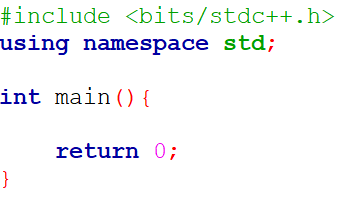 #include <bits/stdc++.h>
using namespace std;
int main(){
return 0;
}